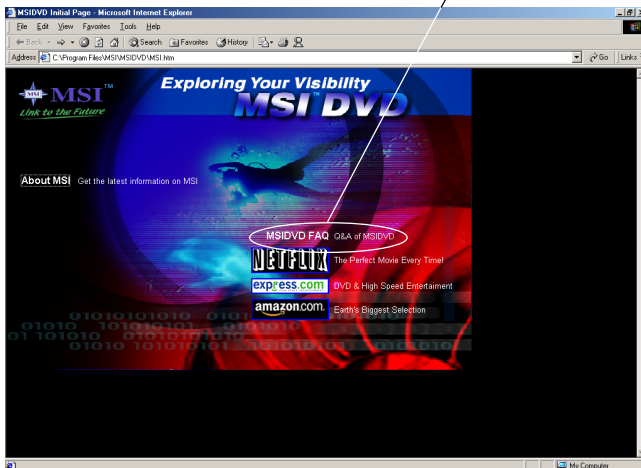 MSIDVD Initial Page - Microsoft Internet Explorer
File Edit View Favorites Tools Help
Back Search Favorites History
Address C:\Program Files\MSI\MSIDVD\MSI.htm Go Links
Exploring Your Visibility
MSI™ DVD
MSI MSI™
Link to the Future
About MSI Get the latest information on MSI
MSIDVD FAQ Q&A of MSIDVD
NETFLIX The Perfect Movie Every Time!
express.com DVD & High Speed Entertaiment
amazon.com. Earth's Biggest Selection
My Computer